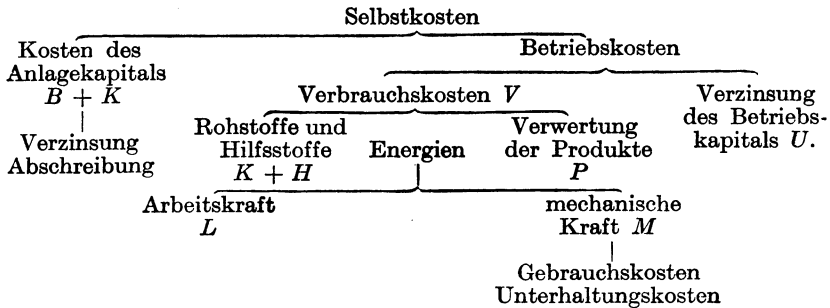 Selbstkosten
Kosten des
Anlagekapitals
B + K
Verzinsung
Abschreibung
Betriebskosten
Verbrauchskosten V
Verzinsung
des Betriebs-
kapitals U.
Rohstoffe und
Hilfsstoffe
K + H
Energien
Verwertung
der Produkte
P
Arbeitskraft
L
mechanische
Kraft M
Gebrauchskosten
Unterhaltungskosten